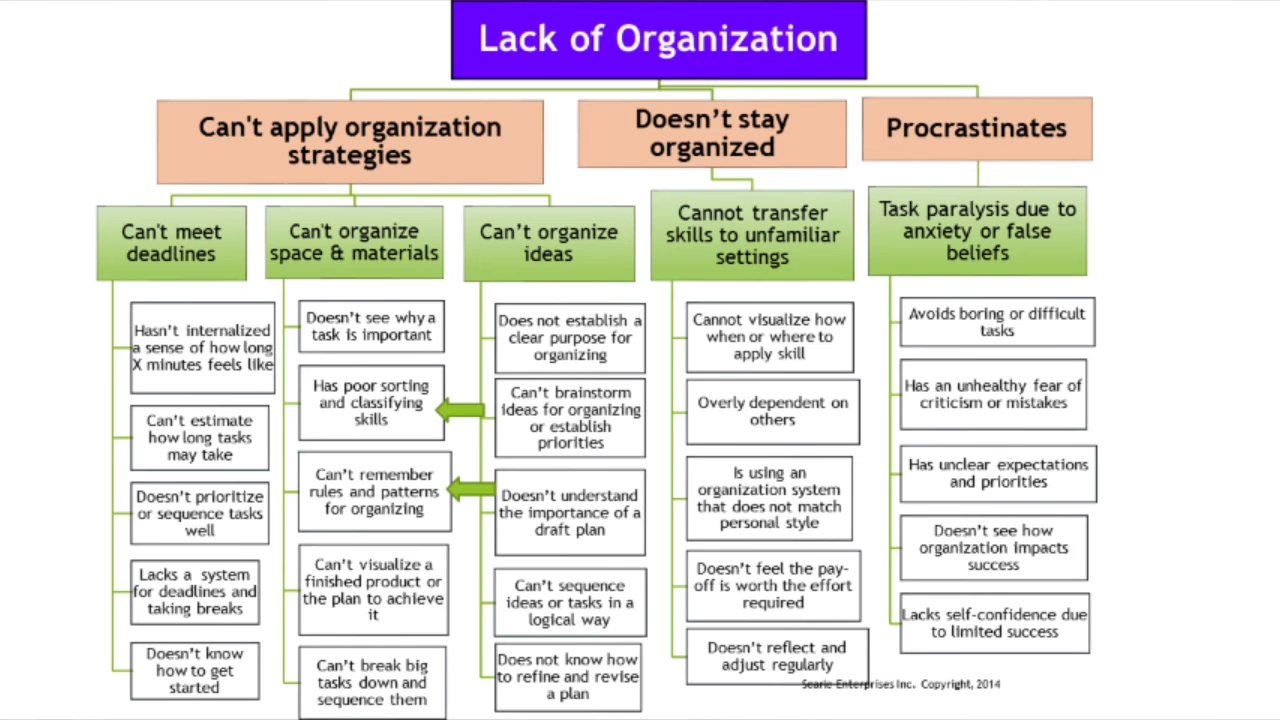 Lack of Organization
Can't apply organization
strategies
Doesn’t stay
organized
Procrastinates
Can't meet
deadlines
Can't organize
space & materials
Can’t organize
ideas
Cannot transfer
skills to unfamiliar
settings
Task paralysis due to
anxiety or false
beliefs
Hasn’t internalized
a sense of how long
X minutes feels like
Can’t estimate
how long tasks
may take
Doesn’t prioritize
or sequence tasks
well
Lacks a system
for deadlines and
taking breaks
Doesn’t know
how to get
started
Doesn’t see why a
task is important
Has poor sorting
and classifying
skills
Can’t remember
rules and patterns
for organizing
Can’t visualize a
finished product or
the plan to achieve
it
Can’t break big
tasks down and
sequence them
Does not establish a
clear purpose for
organizing
Can’t brainstorm
ideas for organizing
or establish
priorities
Doesn’t understand
the importance of a
draft plan
Can’t sequence
ideas or tasks in a
logical way
Does not know how
to refine and revise
a plan
Cannot visualize how
when or where to
apply skill
Overly dependent on
others
Is using an
organization system
that does not match
personal style
Doesn’t feel the pay-
off is worth the effort
required
Doesn’t reflect and
adjust regularly
Avoids boring or difficult
tasks
Has an unhealthy fear of
criticism or mistakes
Has unclear expectations
and priorities
Doesn’t see how
organization impacts
success
Lacks self-confidence due
to limited success
Searle Enterprises Inc. Copyright, 2014